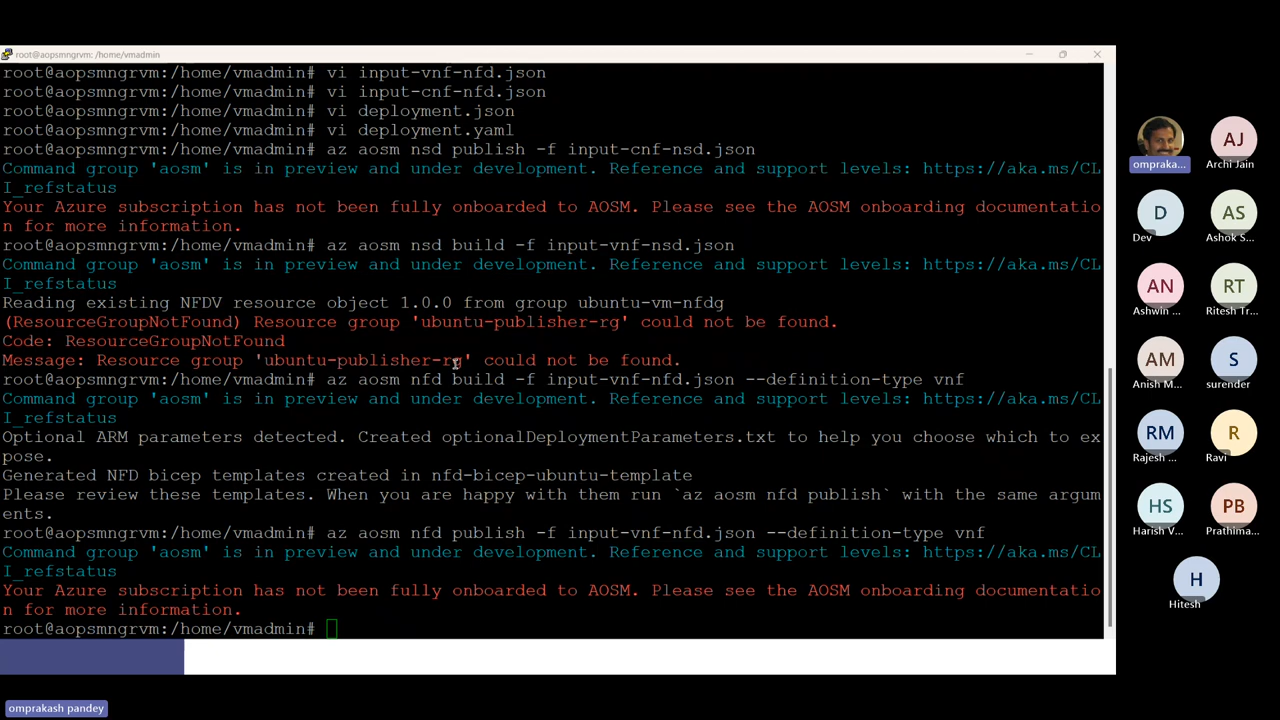 root@aopsmngrvm: /home/vmadmin
root@aopsmngrvm:/home/vmadmin# vi input-vnf-nfd.json
root@aopsmngrvm:/home/vmadmin# vi input-cnf-nfd.json
root@aopsmngrvm:/home/vmadmin# vi deployment.json
root@aopsmngrvm:/home/vmadmin# vi deployment.yaml
root@aopsmngrvm:/home/vmadmin# az aosm nsd publish -f input-cnf-nsd.json
Command group 'aosm' is in preview and under development. Reference and support levels: https://aka.ms/CL
I_refstatus
Your Azure subscription has not been fully onboarded to AOSM. Please see the AOSM onboarding documentatio
n for more information.
root@aopsmngrvm:/home/vmadmin# az aosm nsd build -f input-vnf-nsd.json
Command group 'aosm' is in preview and under development. Reference and support levels: https://aka.ms/CL
I_refstatus
Reading existing NFDV resource object 1.0.0 from group ubuntu-vm-nfdg
(ResourceGroupNotFound) Resource group 'ubuntu-publisher-rg' could not be found.
Code: ResourceGroupNotFound
Message: Resource group 'ubuntu-publisher-rg' could not be found.
root@aopsmngrvm:/home/vmadmin# az aosm nfd build -f input-vnf-nfd.json --definition-type vnf
Command group 'aosm' is in preview and under development. Reference and support levels: https://aka.ms/CL
I_refstatus
Optional ARM parameters detected. Created optionalDeploymentParameters.txt to help you choose which to ex
pose.
Generated NFD bicep templates created in nfd-bicep-ubuntu-template
Please review these templates. When you are happy with them run `az aosm nfd publish` with the same argum
ents.
root@aopsmngrvm:/home/vmadmin# az aosm nfd publish -f input-vnf-nfd.json --definition-type vnf
Command group 'aosm' is in preview and under development. Reference and support levels: https://aka.ms/CL
I_refstatus
Your Azure subscription has not been fully onboarded to AOSM. Please see the AOSM onboarding documentatio
n for more information.
root@aopsmngrvm:/home/vmadmin#
AJ
ompraka...
Archi Jain
D
AS
Dev
Ashok S...
AN
RT
Ashwin ...
Ritesh Tr...
AM
S
Anish M...
surender
RM
R
Rajesh ...
Ravi
HS
PB
Harish V...
Prathima...
H
Hitesh
omprakash pandey